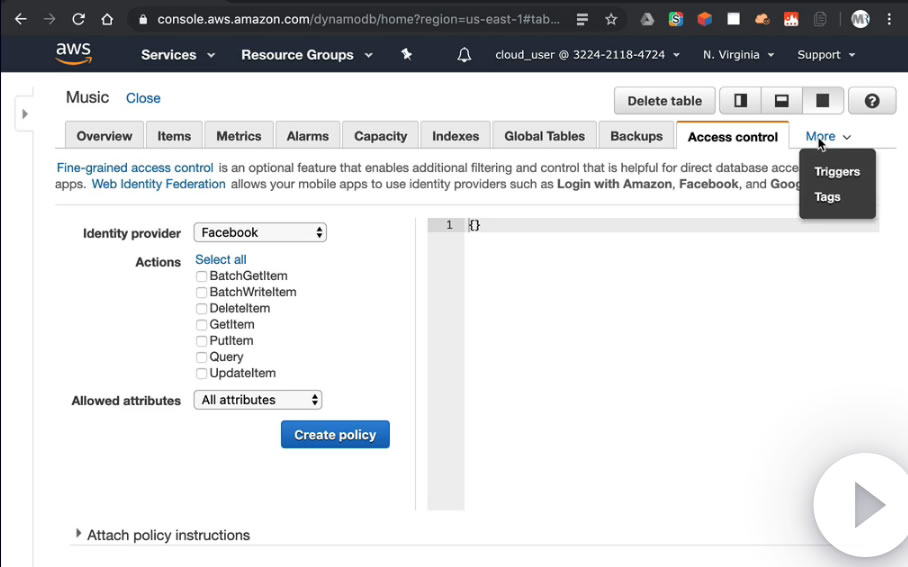 console.aws.amazon.com/dynamodb/home?region=us-east-1#tab...
aws Services Resource Groups cloud_user @ 3224-2118-4724 N. Virginia Support
Music Close Delete table
Overview Items Metrics Alarms Capacity Indexes Global Tables Backups Access control More
Triggers
Tags
Fine-grained access control is an optional feature that enables additional filtering and control that is helpful for direct database acce
apps. Web Identity Federation allows your mobile apps to use identity providers such as Login with Amazon, Facebook, and Goog
Identity provider Facebook
Actions Select all
BatchGetItem
BatchWriteItem
DeleteItem
GetItem
PutItem
Query
UpdateItem
Allowed attributes All attributes
Create policy
1 {}
Attach policy instructions